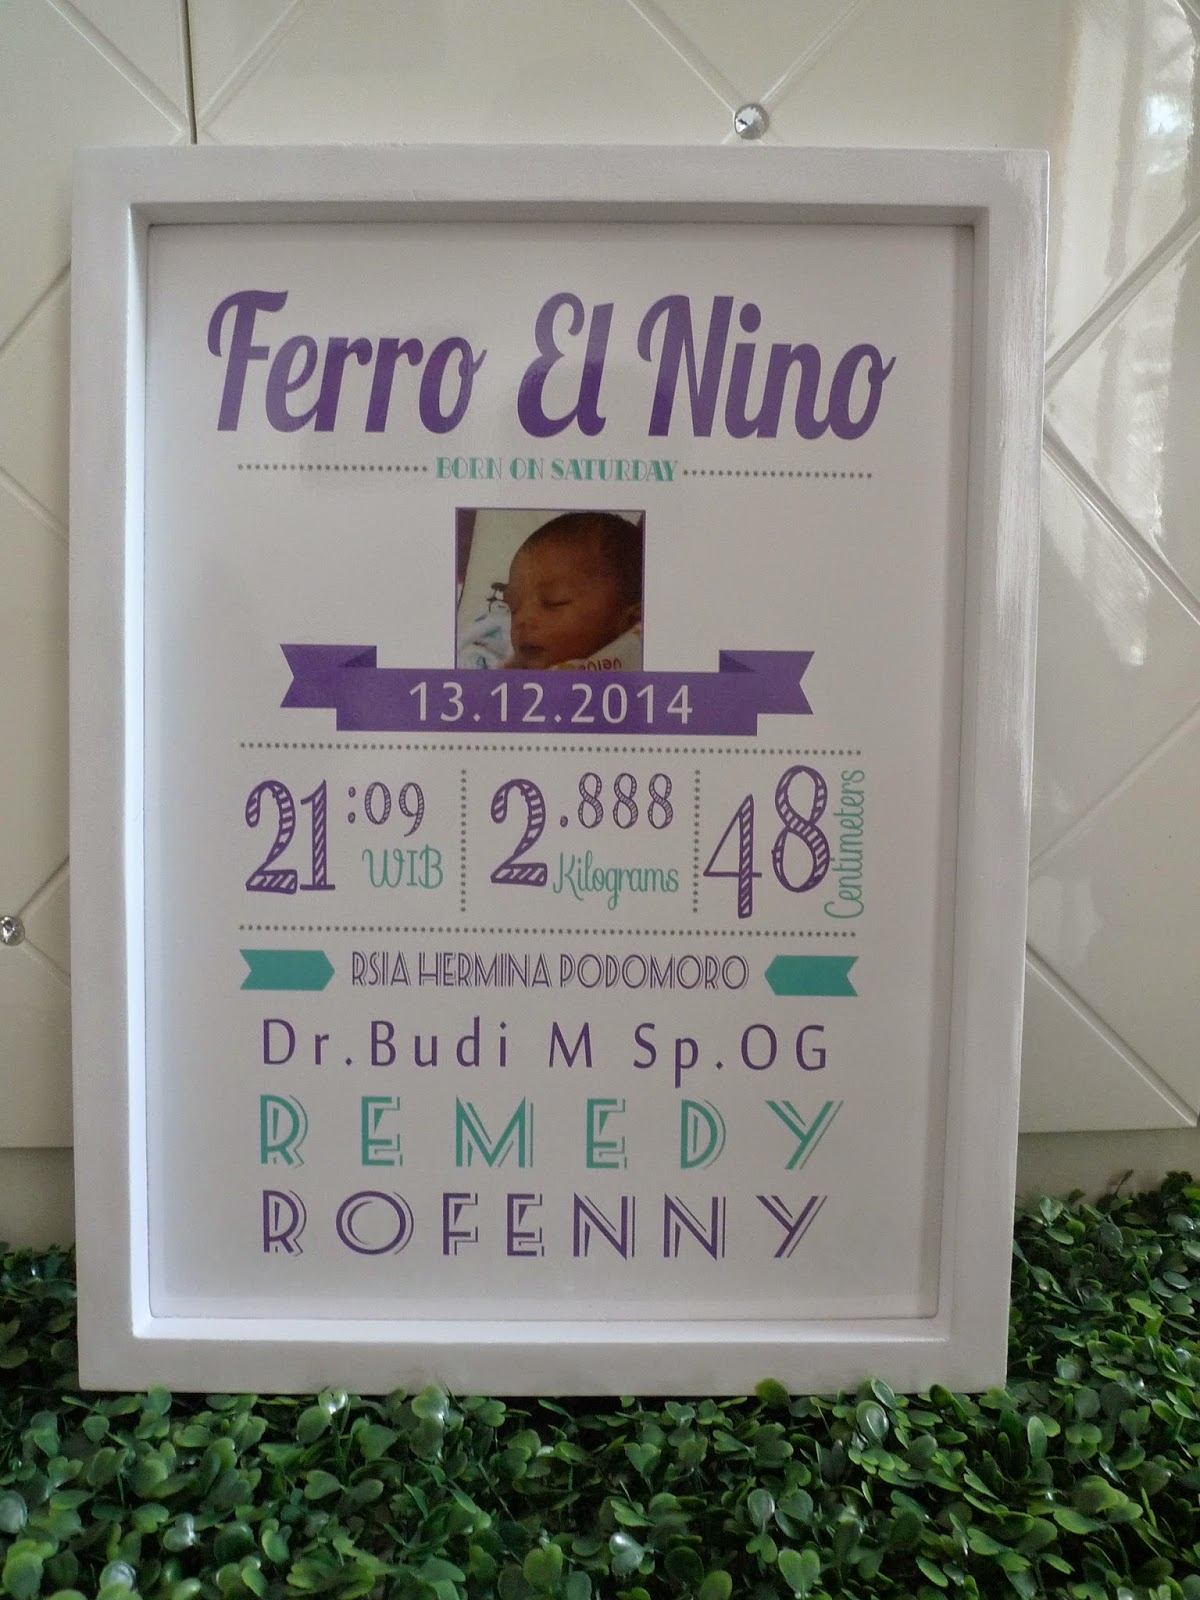 Ferro El Nino
BORN ON SATURDAY
13.12.2014
21:09 WIB
2.888 Kilograms
48 Centimeters
RSIA HERMINA PODOMORO
Dr.Budi M Sp.OG
REMEDY
ROFENNY